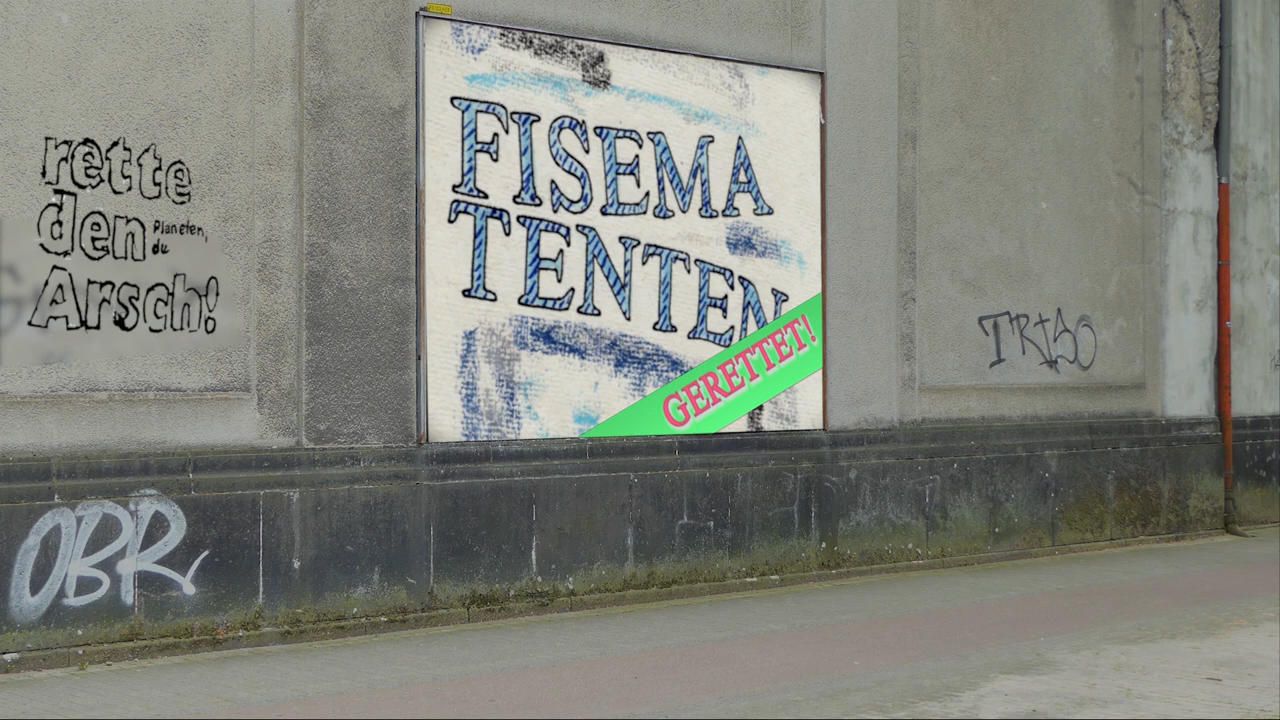 rette
den
Planeten,
du
Arsch!
FISEMA
TENTEN
GERETTET!
OBR
TRISO